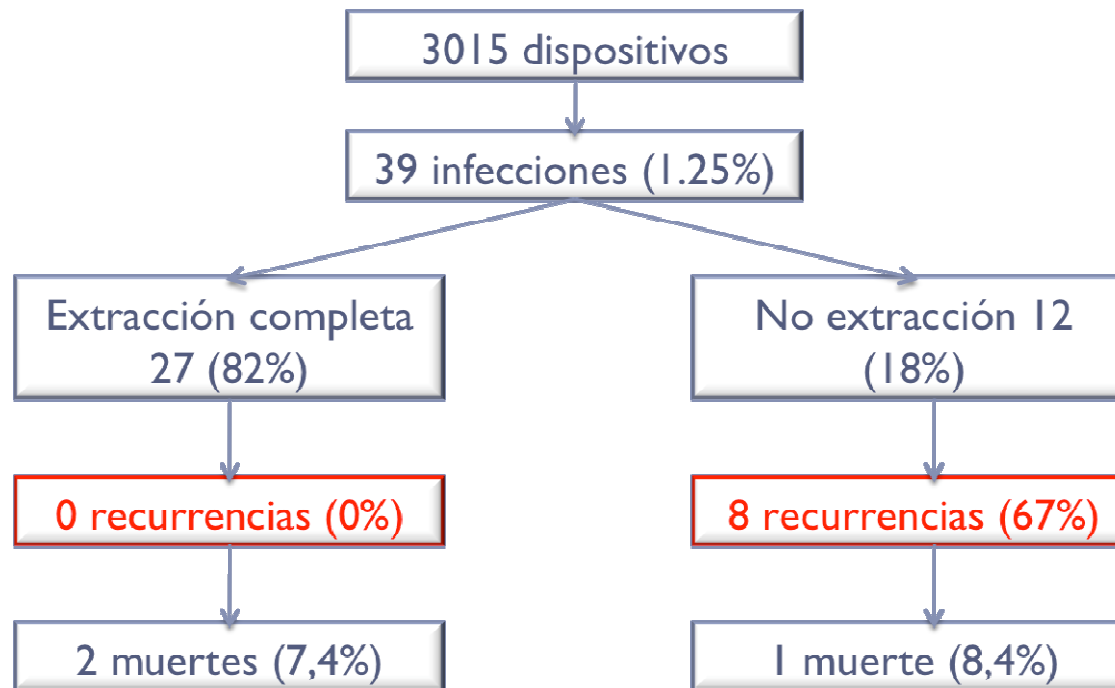 3015 dispositivos
39 infecciones (1.25%)
Extracción completa
27 (82%)
No extracción 12
(18%)
0 recurrencias (0%)
8 recurrencias (67%)
2 muertes (7,4%)
1 muerte (8,4%)